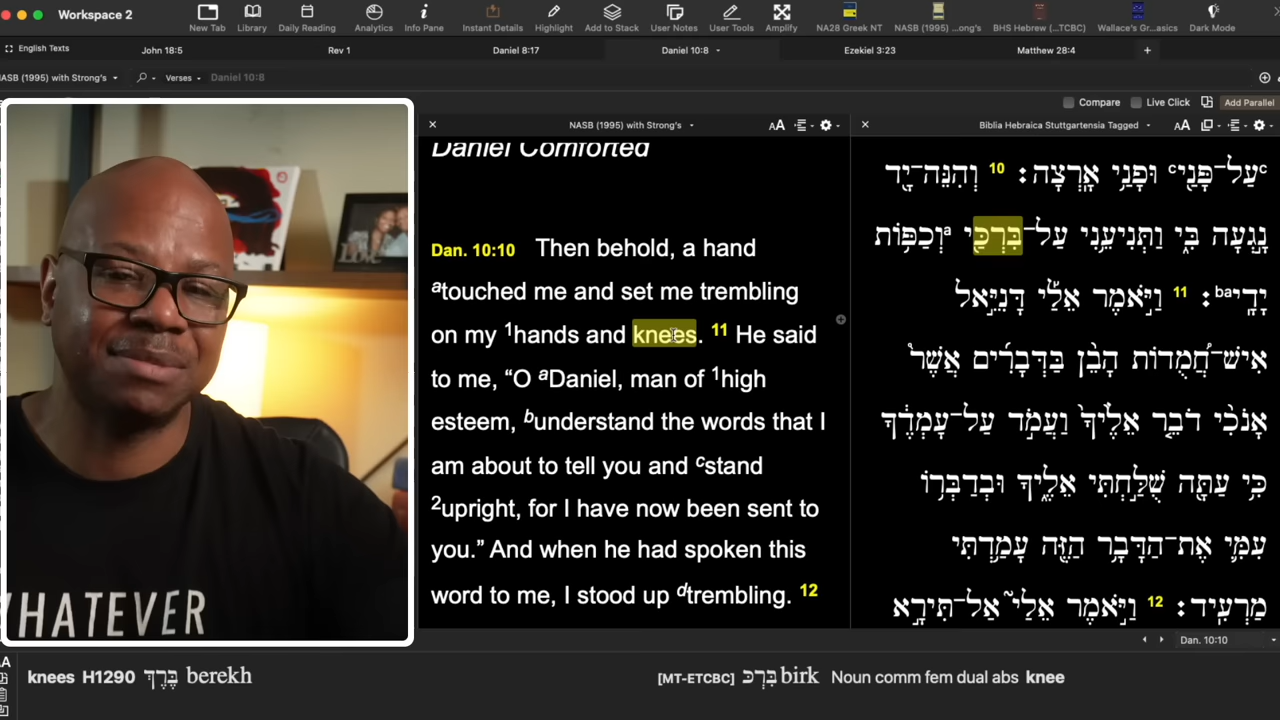 Workspace 2
New Tab
Library
Daily Reading
Analytics
Info Pane
Instant Details
Highlight
Add to Stack
User Notes
User Tools
Amplify
NA28 Greek NT
NASB (1995) ...ong's
BHS Hebrew (...TCBC)
Wallace's Gr...asics
Dark Mode
English Texts
John 18:5
Rev 1
Daniel 8:17
Daniel 10:8
Ezekiel 3:23
Matthew 28:4
NASB (1995) with Strong's
Verses
Daniel 10:8
Compare
Live Click
Add Parallel
NASB (1995) with Strong's
Daniel Comforted
Dan. 10:10 Then behold, a hand
atouched me and set me trembling
on my 1hands and knees. 11 He said
to me, “O aDaniel, man of 1high
esteem, bunderstand the words that I
am about to tell you and cstand
2upright, for I have now been sent to
you.” And when he had spoken this
word to me, I stood up dtrembling. 12
Biblia Hebraica Stuttgartensia Tagged
ᶜעַל־פָּנַ֖יᶜ וּפָנַ֥י אָֽרְצָה׃ 10 וְהִנֵּה־יָ֖ד
נָ֣גְעָה בִּ֑י וַתְּנִיעֵ֥נִי עַל־בִּרְכַּ֖יᵃ וְכַפּ֥וֹת
יָדָֽיᵇᵃ׃ 11 וַיֹּ֣אמֶר אֵלַ֡י דָּנִיֵּ֣אל
אִישׁ־חֲ֠מֻדוֹת הָבֵ֨ן בַּדְּבָרִ֜ים אֲשֶׁר֩
אָנֹכִ֨י דֹבֵ֤ר אֵלֶ֙יךָ֙ וַעֲמֹ֣ד עַל־עָמְדֶ֔ךָ
כִּ֥י עַתָּ֖ה שֻׁלַּ֣חְתִּי אֵלֶ֑יךָ וּבְדַבְּר֥וֹ
עִמִּ֛י אֶת־הַדָּבָ֥ר הַזֶּ֖ה עָמַ֥דְתִּי
מַרְעִֽיד׃ 12 וַיֹּ֣אמֶר אֵלַי֮ אַל־תִּירָ֣א
Dan. 10:10
WHATEVER
knees H1290 בֶּרֶךְ berekh
[MT-ETCBC] בִּרְכּ birk Noun comm fem dual abs knee